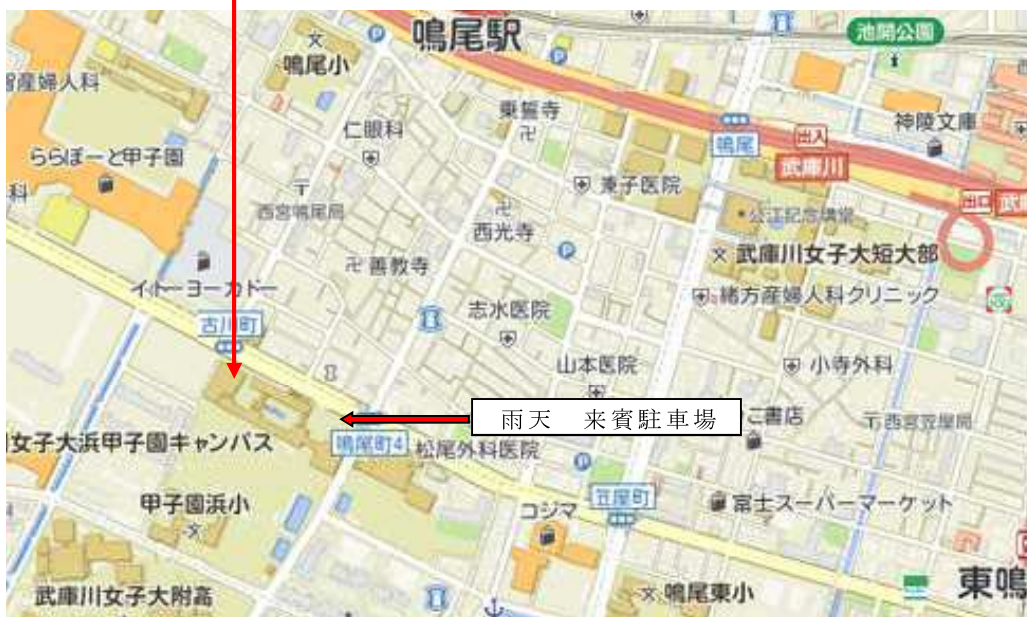 鳴尾駅
池開公園
鳴尾小
智産婦人科
東誓寺
神陵文庫
仁眼科
鳴尾
出入
武庫川
ららぽーと甲子園
科
東子医院
出口
西宮鳴尾局
公江記念講堂
西光寺
武庫川女子大短大部
善教寺
イトーヨーカドー
志水医院
緒方産婦人科クリニック
古川町
山本医院
小寺外科
雨天 来賓駐車場
こ書店
西宮笠屋局
女子大浜甲子園キャンパス
鳴尾町4
松尾外科医院
甲子園浜小
コジマ
笠屋町
富士スーパーマーケット
武庫川女子大附高
鳴尾東小
東鳴